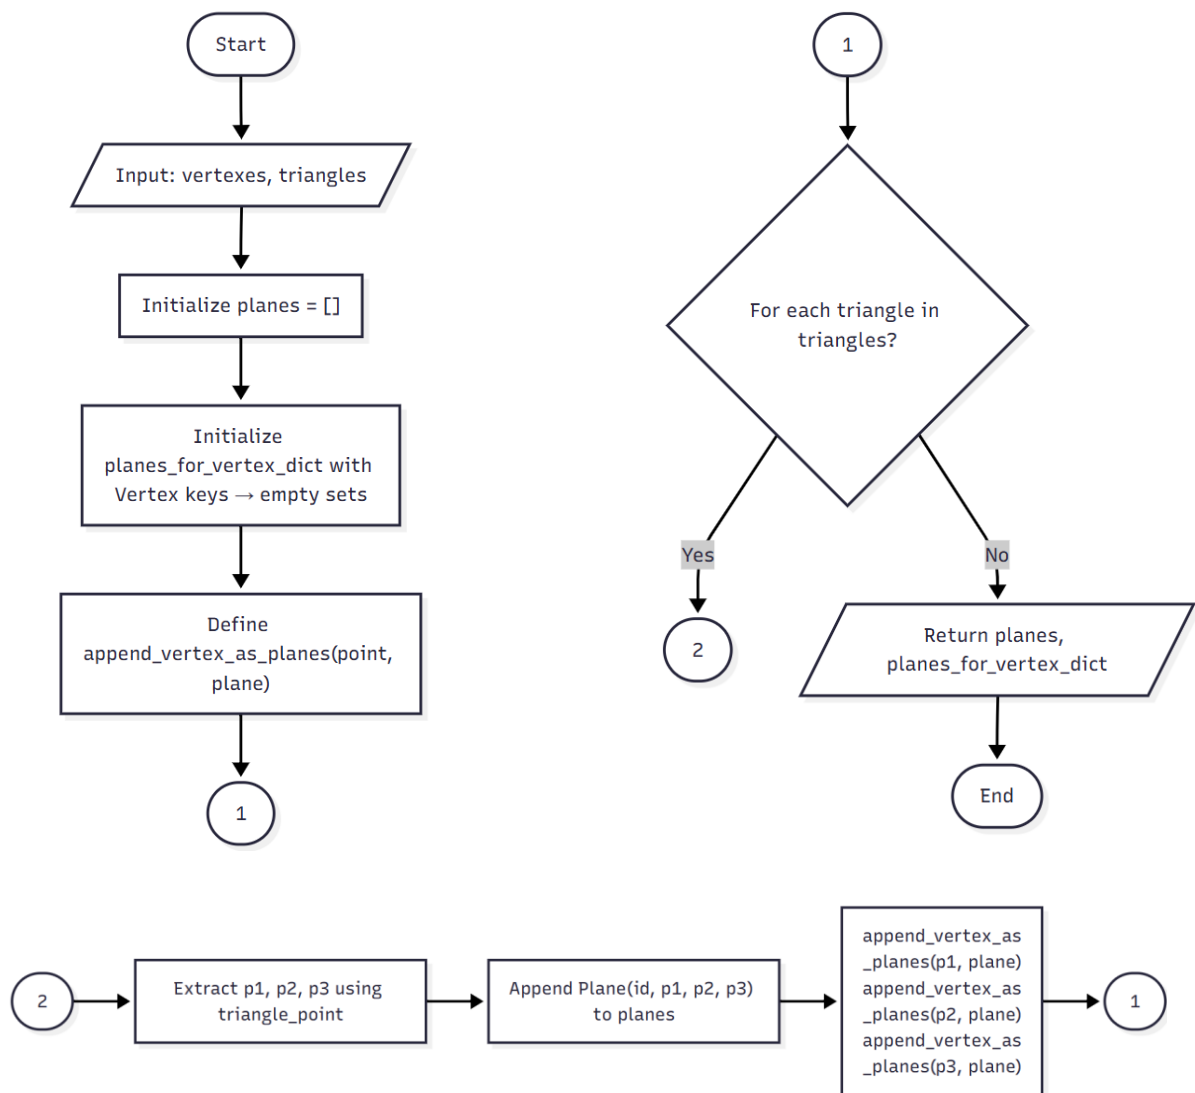 Start
Input: vertexes, triangles
Initialize planes = []
Initialize
planes_for_vertex_dict with
Vertex keys → empty sets
Define
append_vertex_as_planes(point,
plane)
1
1
For each triangle in
triangles?
Yes
No
2
Return planes,
planes_for_vertex_dict
End
2
Extract p1, p2, p3 using
triangle_point
Append Plane(id, p1, p2, p3)
to planes
append_vertex_as
_planes(p1, plane)
append_vertex_as
_planes(p2, plane)
append_vertex_as
_planes(p3, plane)
1